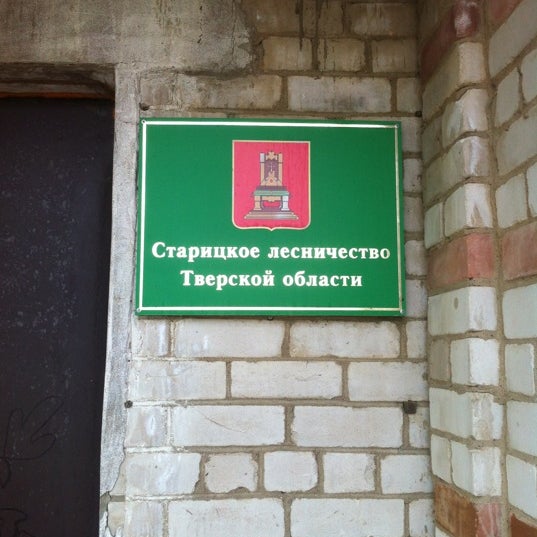 Старицкое лесничество
Тверской области